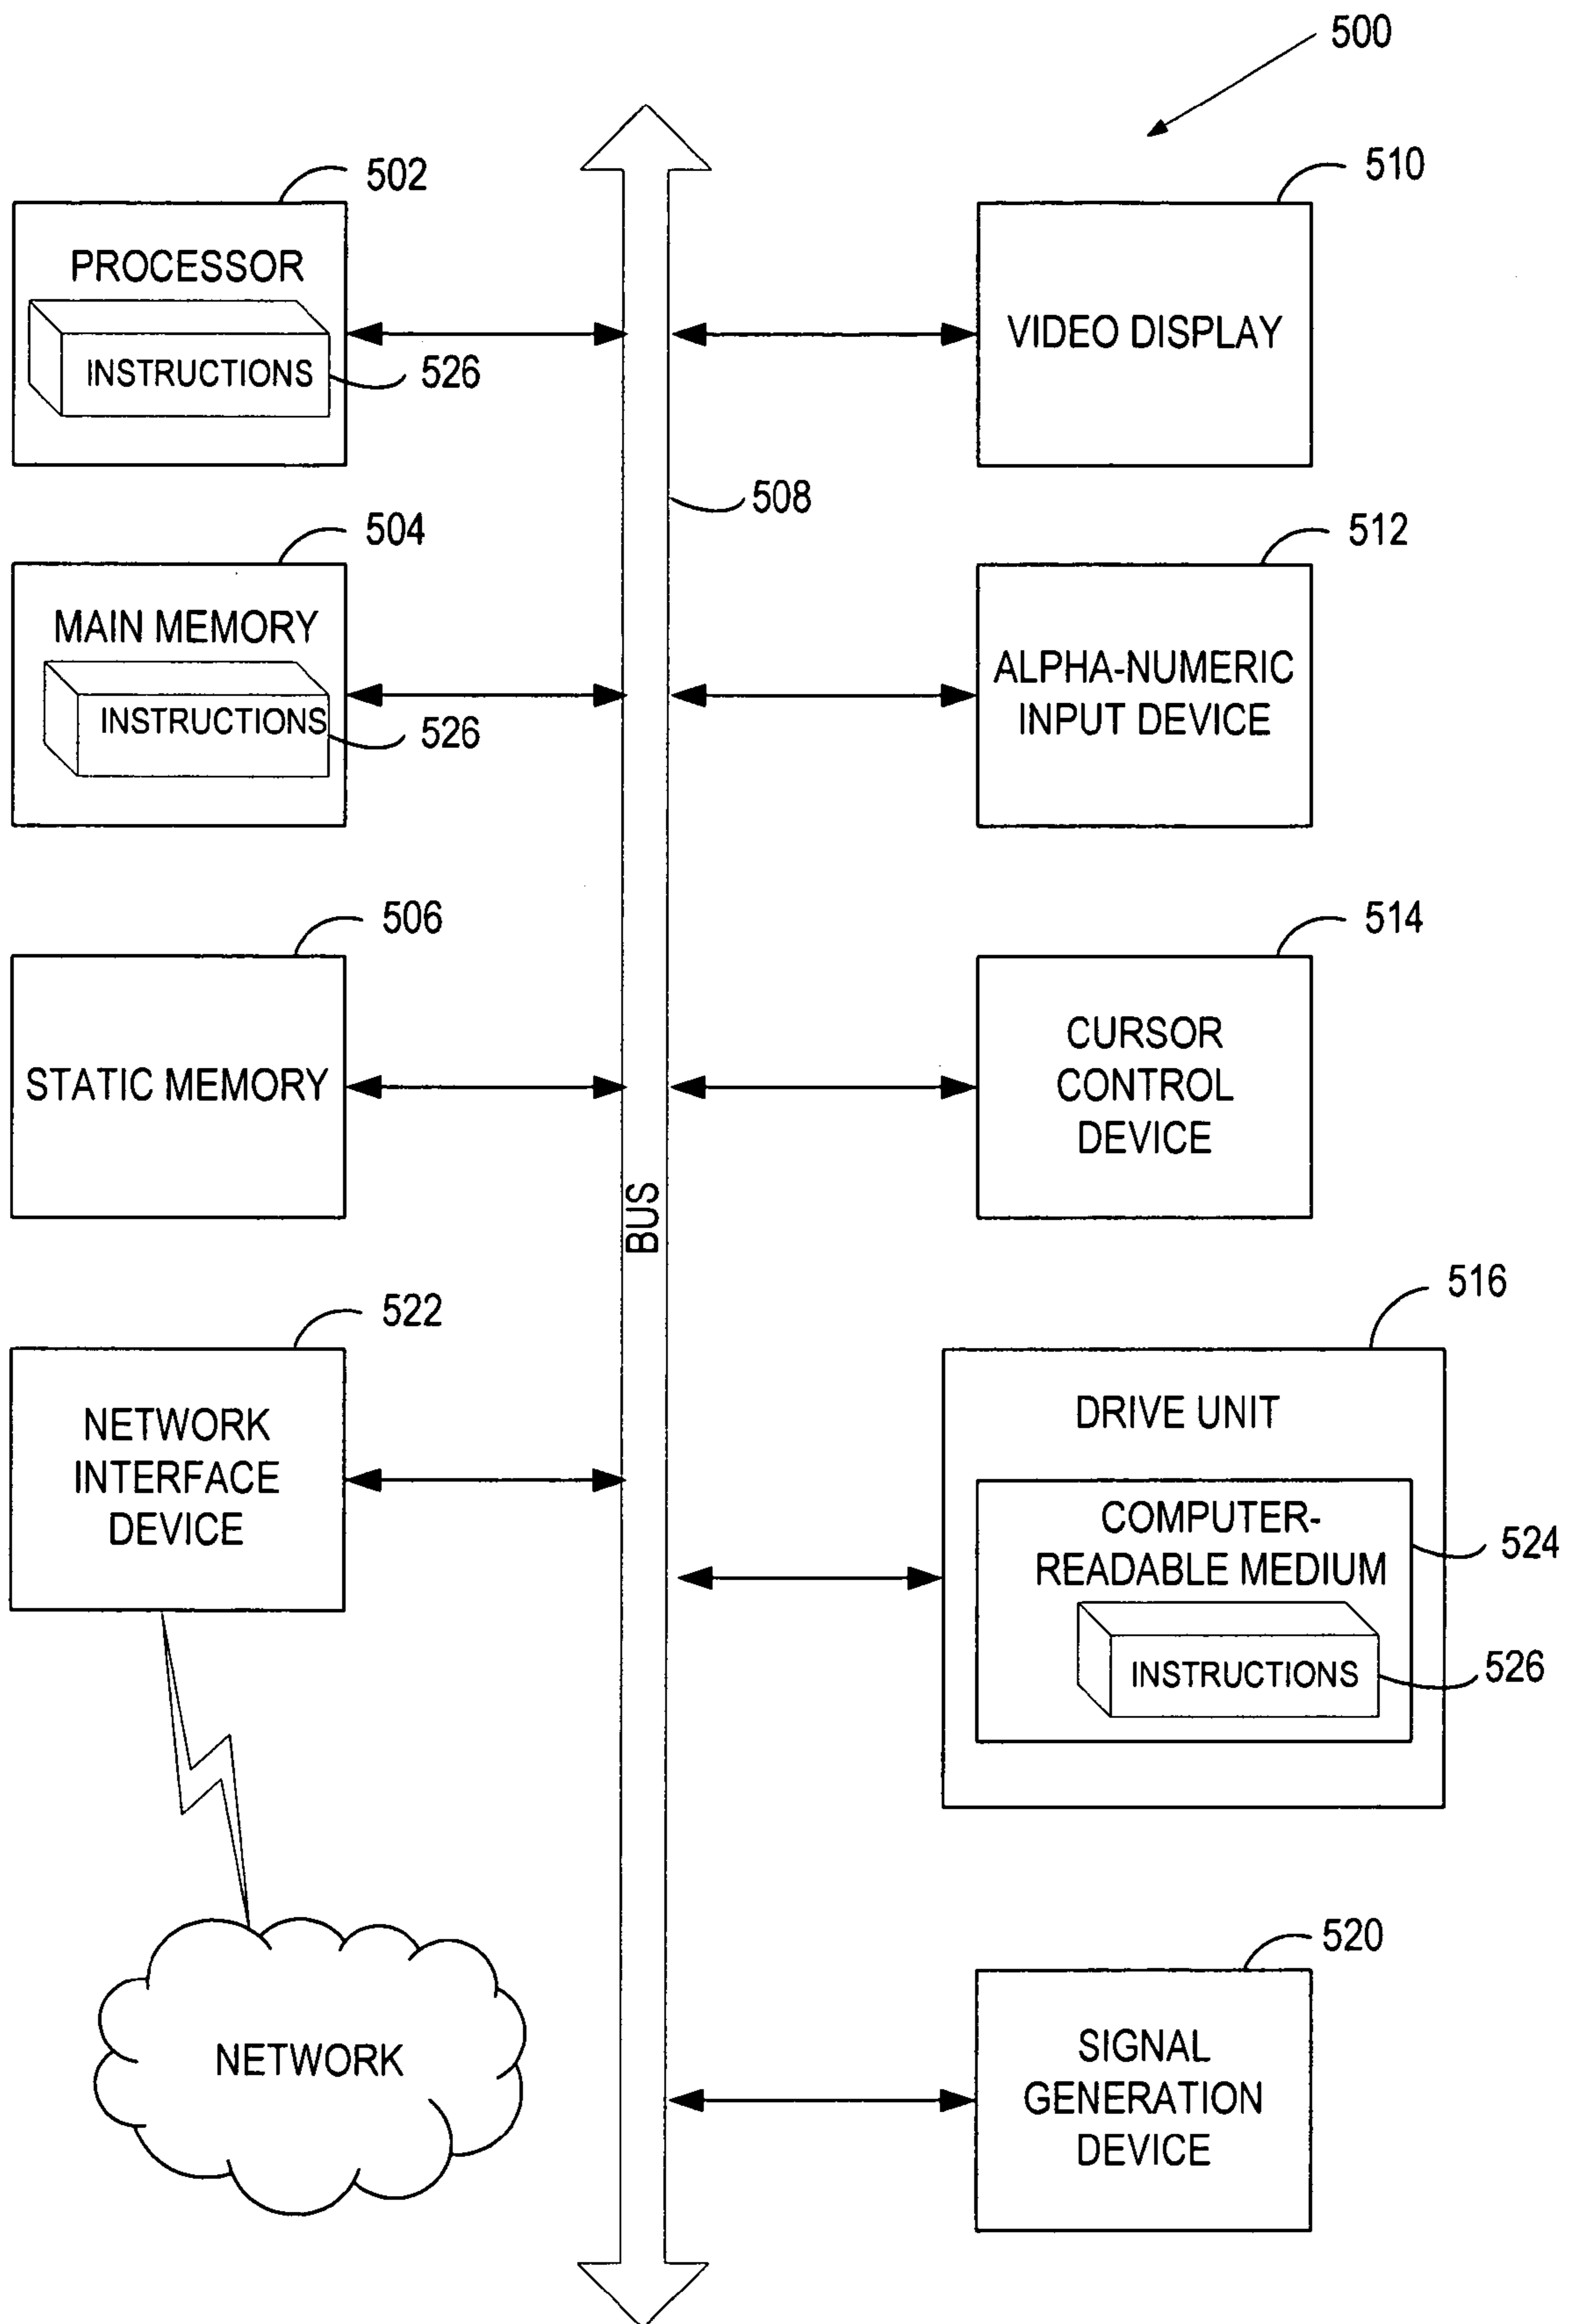 500
502
PROCESSOR
INSTRUCTIONS
526
510
VIDEO DISPLAY
508
504
MAIN MEMORY
INSTRUCTIONS
526
512
ALPHA-NUMERIC
INPUT DEVICE
506
STATIC MEMORY
514
CURSOR
CONTROL
DEVICE
BUS
522
NETWORK
INTERFACE
DEVICE
516
DRIVE UNIT
COMPUTER-
READABLE MEDIUM
524
INSTRUCTIONS
526
NETWORK
520
SIGNAL
GENERATION
DEVICE